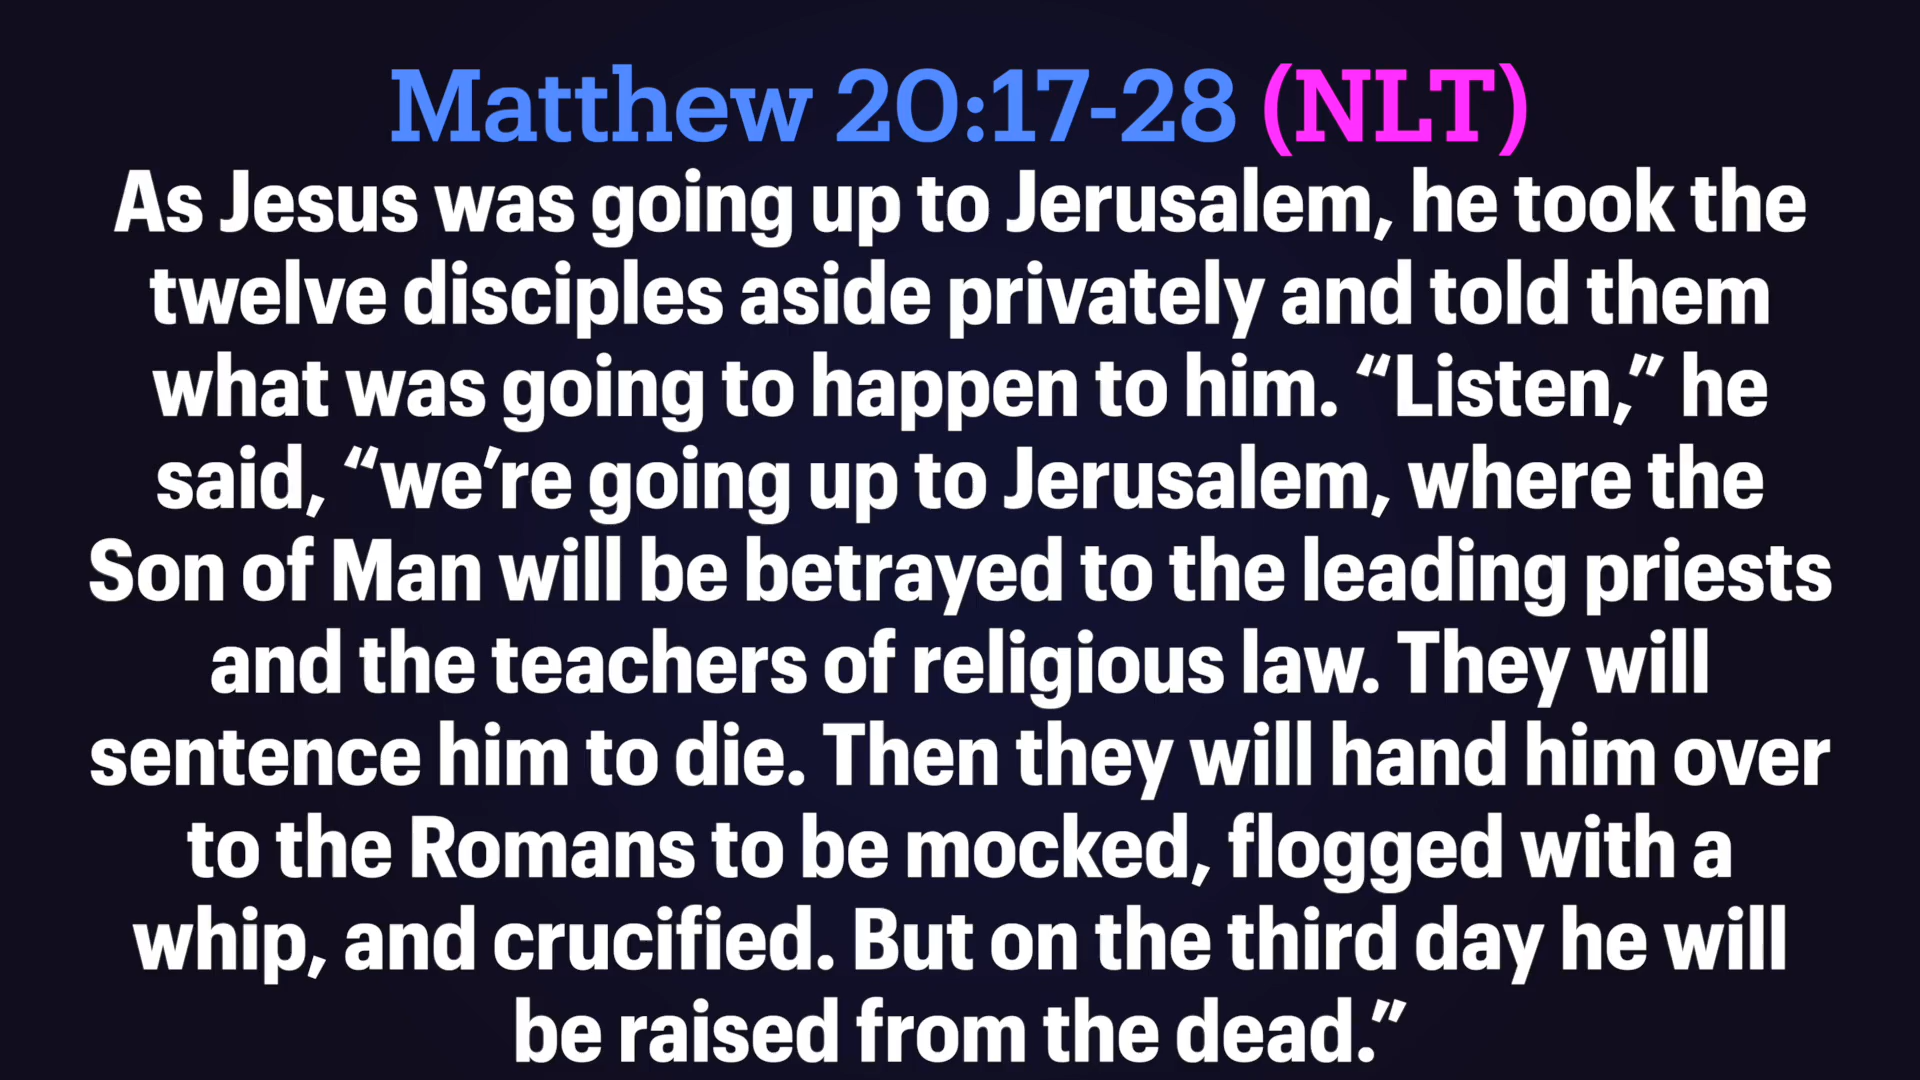 Matthew 20:17-28 (NLT)
As Jesus was going up to Jerusalem, he took the
twelve disciples aside privately and told them
what was going to happen to him. “Listen,” he
said, “we’re going up to Jerusalem, where the
Son of Man will be betrayed to the leading priests
and the teachers of religious law. They will
sentence him to die. Then they will hand him over
to the Romans to be mocked, flogged with a
whip, and crucified. But on the third day he will
be raised from the dead.”